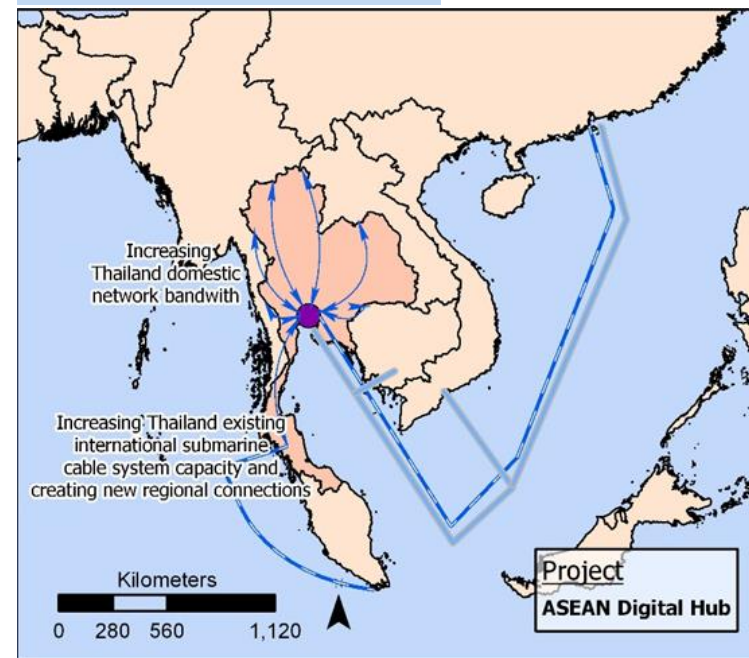 Increasing
Thailand domestic
network bandwith
Increasing Thailand existing
international submarine
cable system capacity and
creating new regional connections
Kilometers
0 280 560 1,120
Project
ASEAN Digital Hub